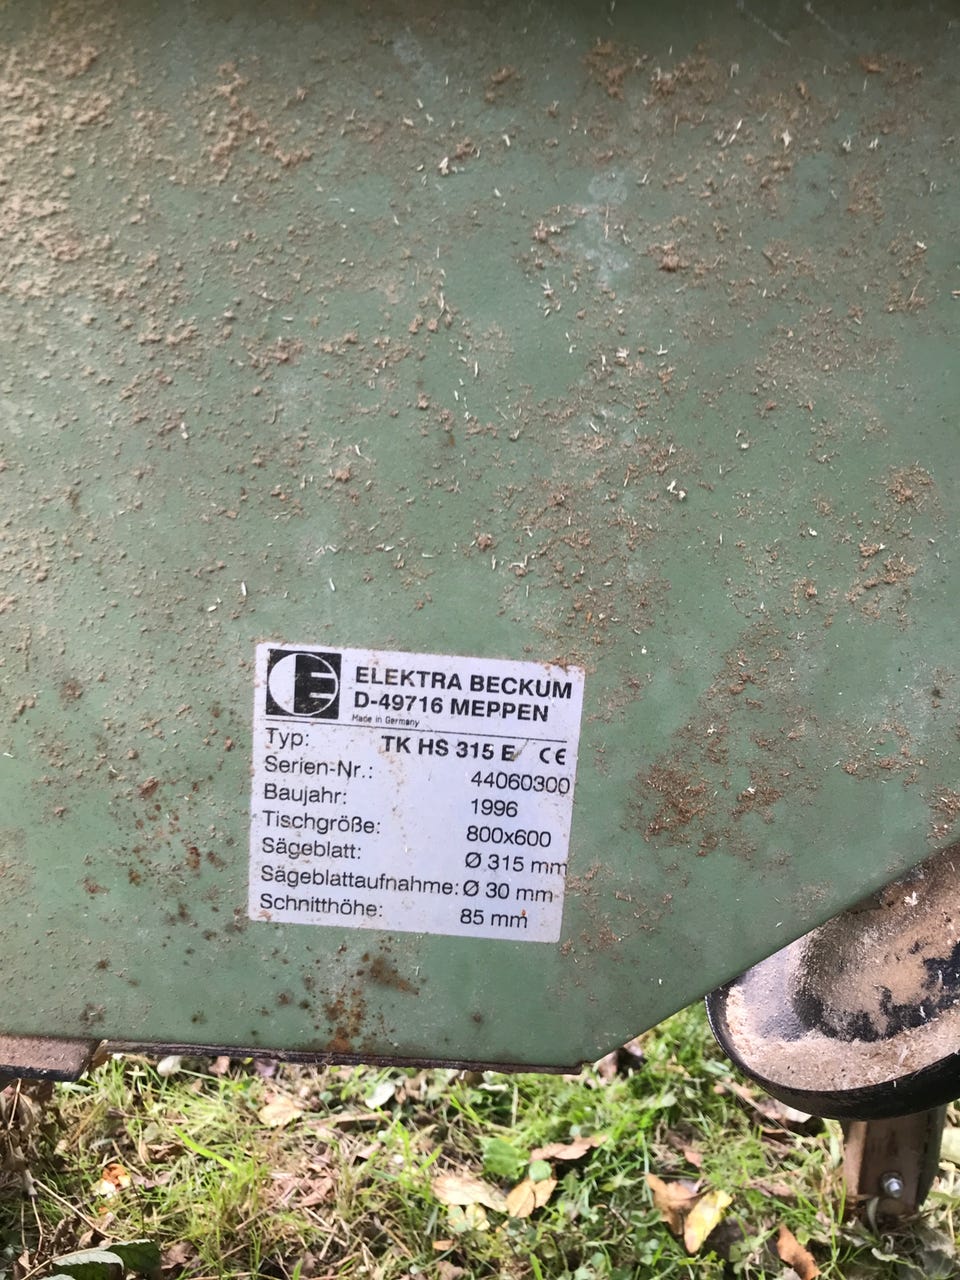 E ELEKTRA BECKUM
D-49716 MEPPEN
Made in Germany
Typ: TK HS 315 E CE
Serien-Nr.: 44060300
Baujahr: 1996
Tischgröße: 800x600
Sägeblatt: Ø 315 mm
Sägeblattaufnahme: Ø 30 mm
Schnitthöhe: 85 mm